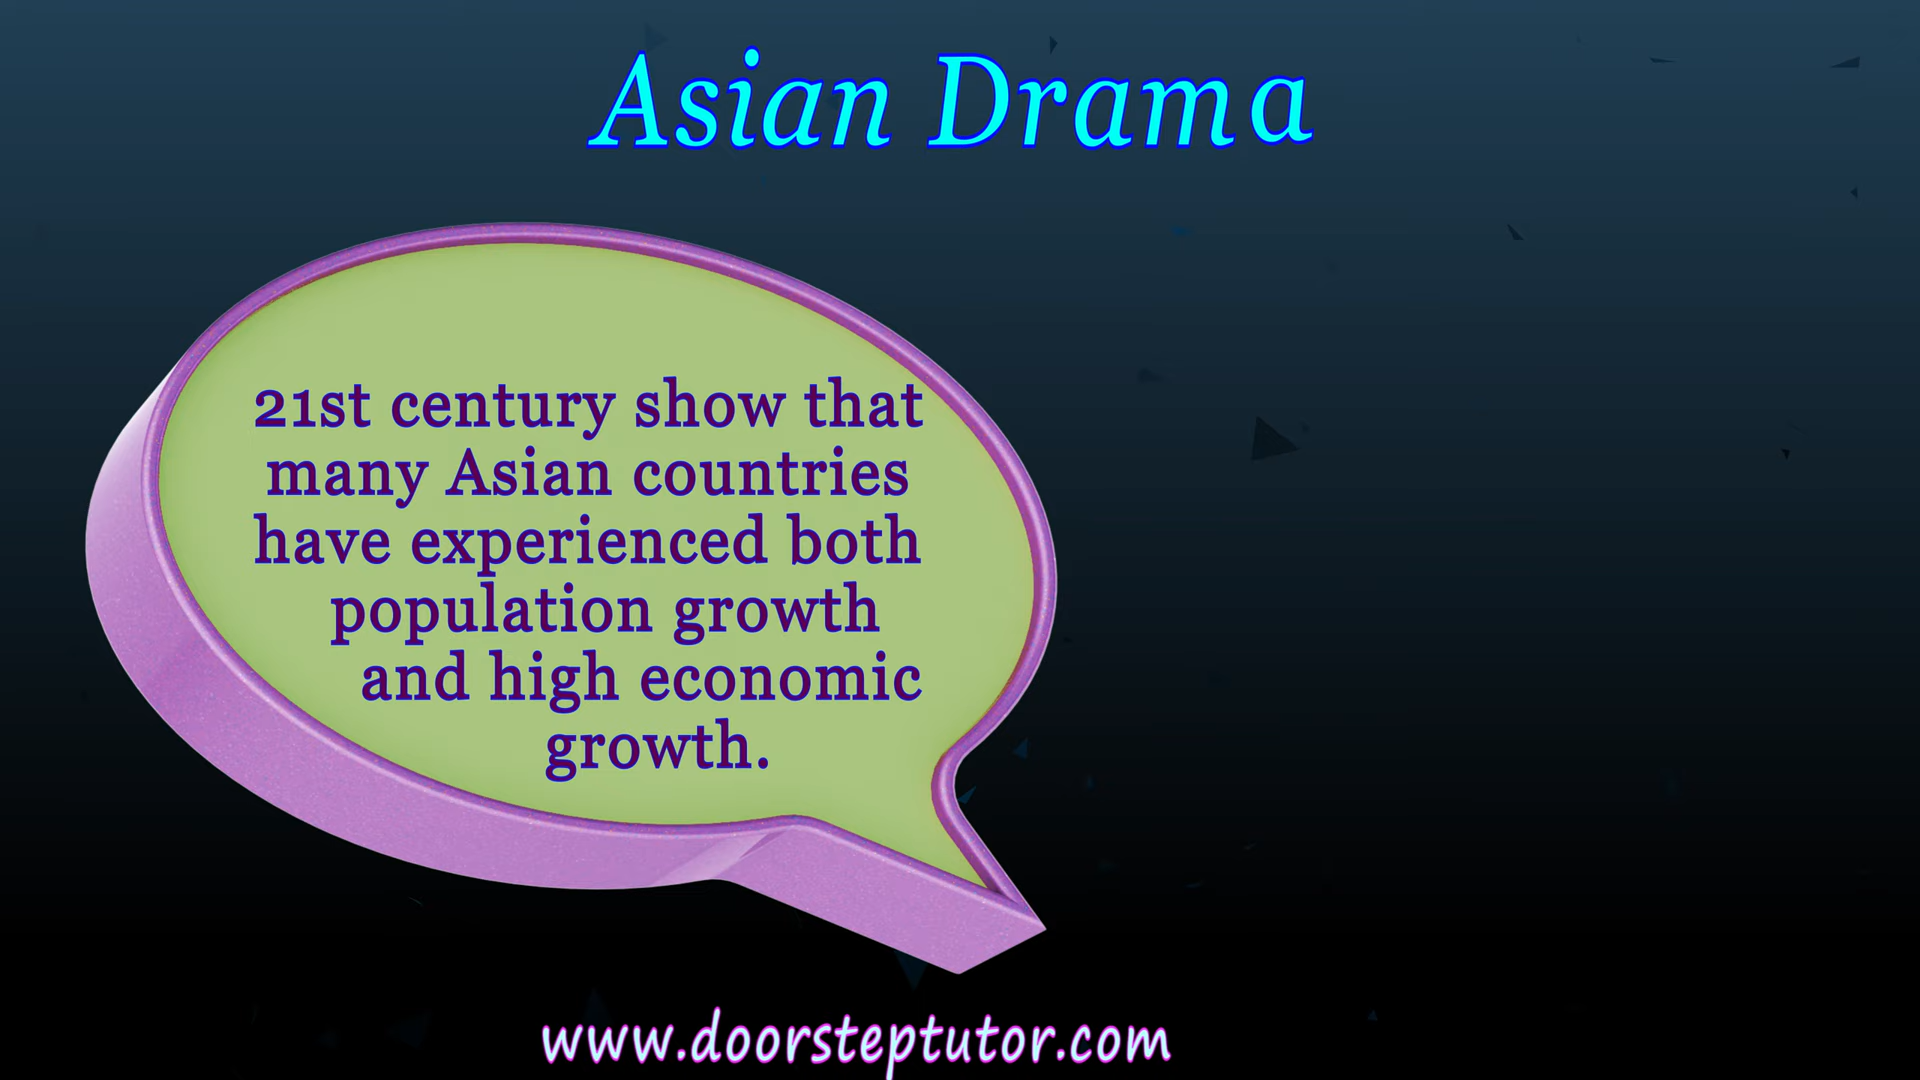 Asian Drama
21st century show that
many Asian countries
have experienced both
population growth
and high economic
growth.
www.doorsteptutor.com